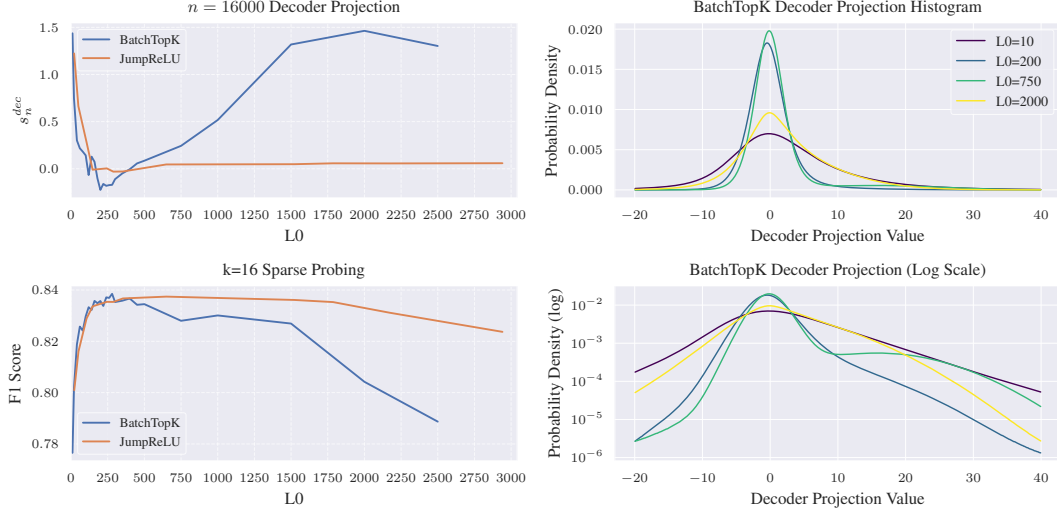 n = 16000 Decoder Projection
1.5
1.0
0.5
0.0
s_n^{dec}
BatchTopK
JumpReLU
0 250 500 750 1000 1250 1500 1750 2000 2250 2500 2750 3000
L0
BatchTopK Decoder Projection Histogram
0.020
0.015
0.010
0.005
0.000
Probability Density
L0=10
L0=200
L0=750
L0=2000
−20 −10 0 10 20 30 40
Decoder Projection Value
k=16 Sparse Probing
0.84
0.82
0.80
0.78
F1 Score
BatchTopK
JumpReLU
0 250 500 750 1000 1250 1500 1750 2000 2250 2500 2750 3000
L0
BatchTopK Decoder Projection (Log Scale)
10^{−2}
10^{−3}
10^{−4}
10^{−5}
10^{−6}
Probability Density (log)
−20 −10 0 10 20 30 40
Decoder Projection Value